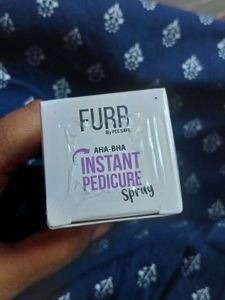 FURR
By PEE SAFE
AHA-BHA
INSTANT
PEDICURE
Spray